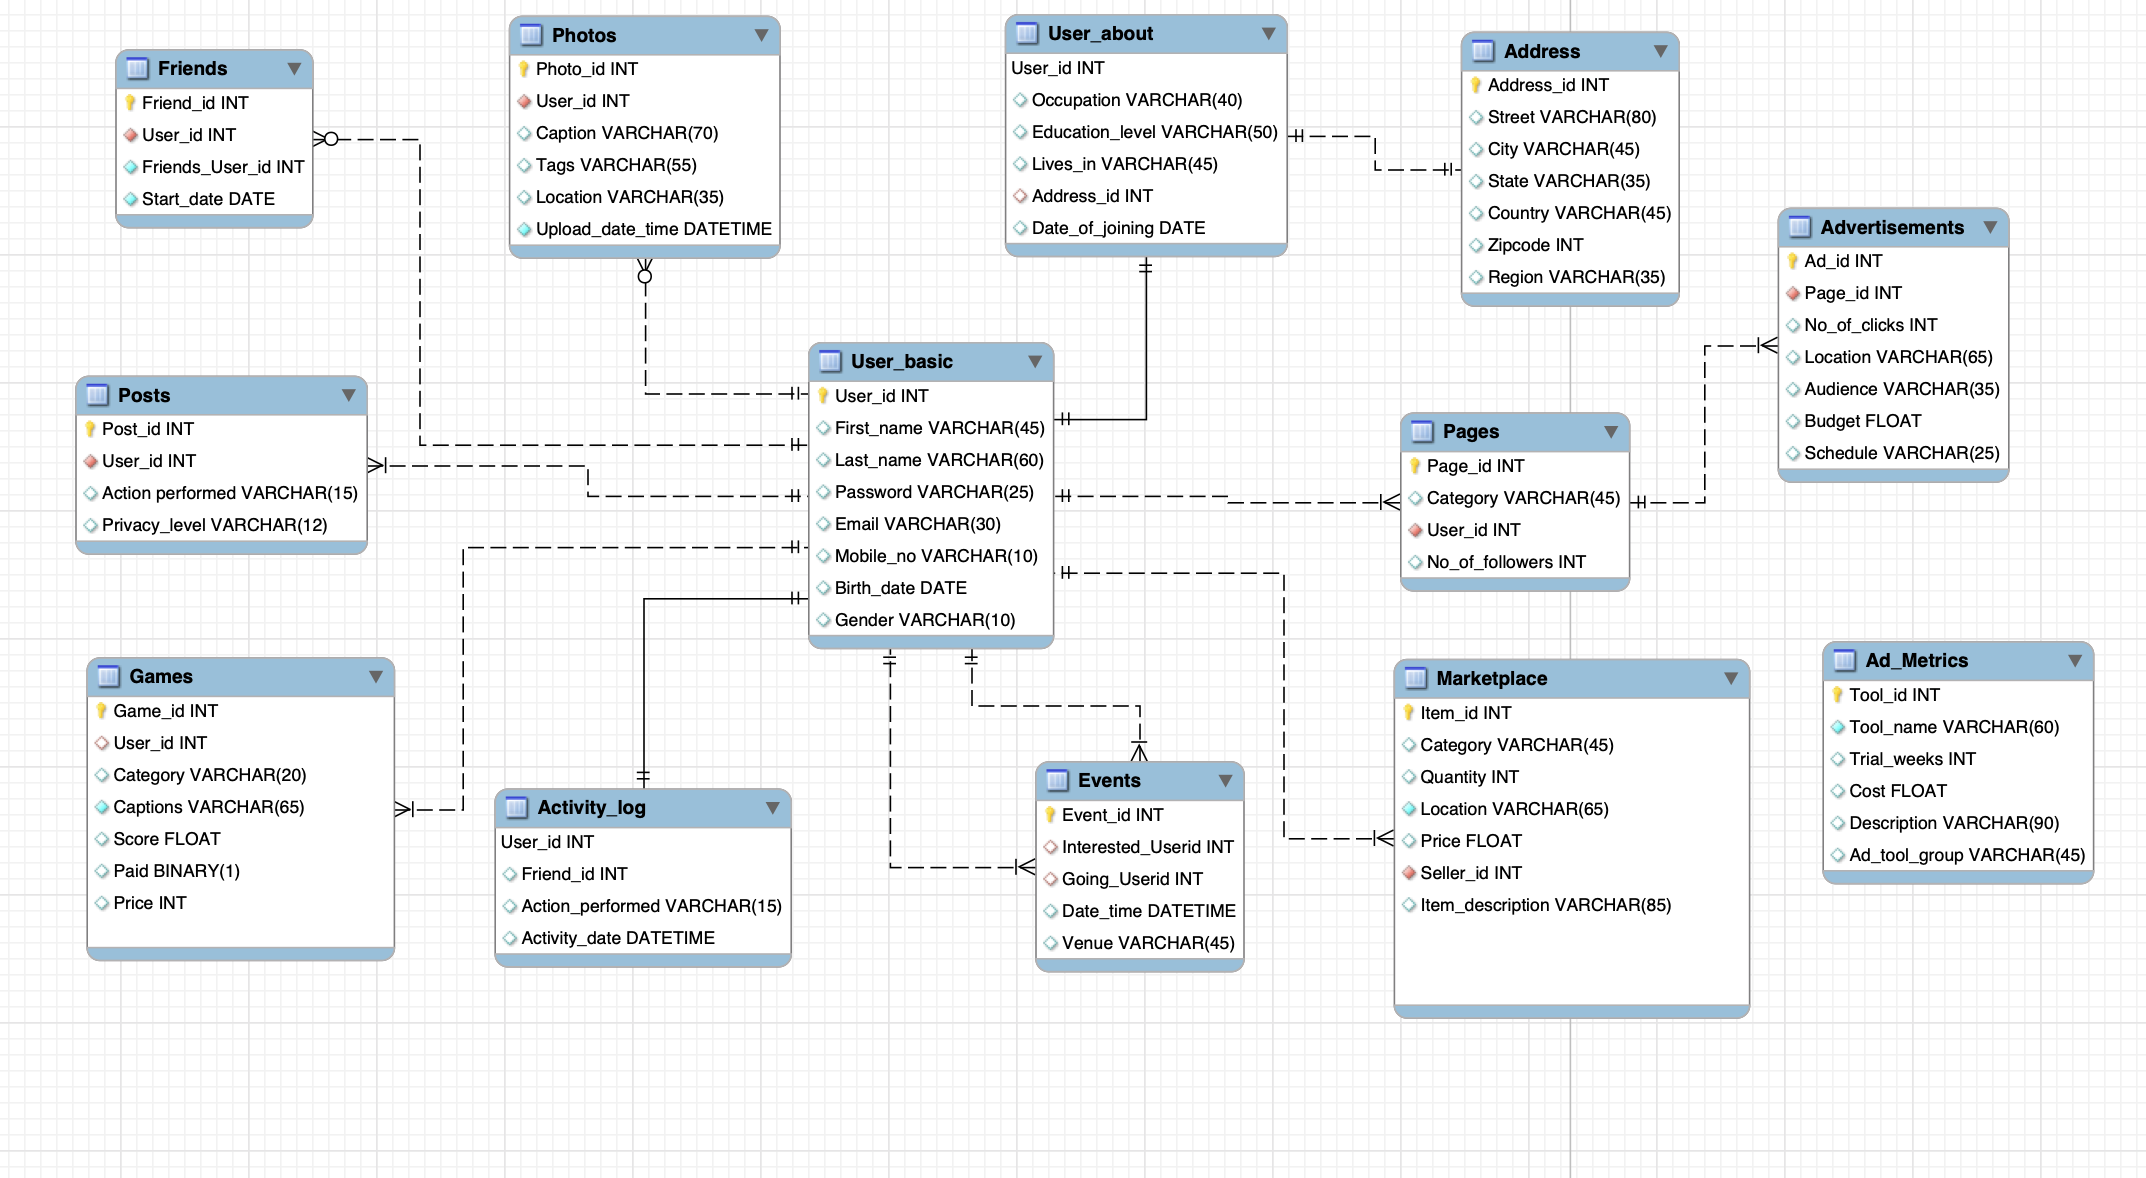 Friends
Friend_id INT
User_id INT
Friends_User_id INT
Start_date DATE
Photos
Photo_id INT
User_id INT
Caption VARCHAR(70)
Tags VARCHAR(55)
Location VARCHAR(35)
Upload_date_time DATETIME
User_about
User_id INT
Occupation VARCHAR(40)
Education_level VARCHAR(50)
Lives_in VARCHAR(45)
Address_id INT
Date_of_joining DATE
Address
Address_id INT
Street VARCHAR(80)
City VARCHAR(45)
State VARCHAR(35)
Country VARCHAR(45)
Zipcode INT
Region VARCHAR(35)
Advertisements
Ad_id INT
Page_id INT
No_of_clicks INT
Location VARCHAR(65)
Audience VARCHAR(35)
Budget FLOAT
Schedule VARCHAR(25)
Posts
Post_id INT
User_id INT
Action performed VARCHAR(15)
Privacy_level VARCHAR(12)
User_basic
User_id INT
First_name VARCHAR(45)
Last_name VARCHAR(60)
Password VARCHAR(25)
Email VARCHAR(30)
Mobile_no VARCHAR(10)
Birth_date DATE
Gender VARCHAR(10)
Pages
Page_id INT
Category VARCHAR(45)
User_id INT
No_of_followers INT
Games
Game_id INT
User_id INT
Category VARCHAR(20)
Captions VARCHAR(65)
Score FLOAT
Paid BINARY(1)
Price INT
Activity_log
User_id INT
Friend_id INT
Action_performed VARCHAR(15)
Activity_date DATETIME
Events
Event_id INT
Interested_Userid INT
Going_Userid INT
Date_time DATETIME
Venue VARCHAR(45)
Marketplace
Item_id INT
Category VARCHAR(45)
Quantity INT
Location VARCHAR(65)
Price FLOAT
Seller_id INT
Item_description VARCHAR(85)
Ad_Metrics
Tool_id INT
Tool_name VARCHAR(60)
Trial_weeks INT
Cost FLOAT
Description VARCHAR(90)
Ad_tool_group VARCHAR(45)